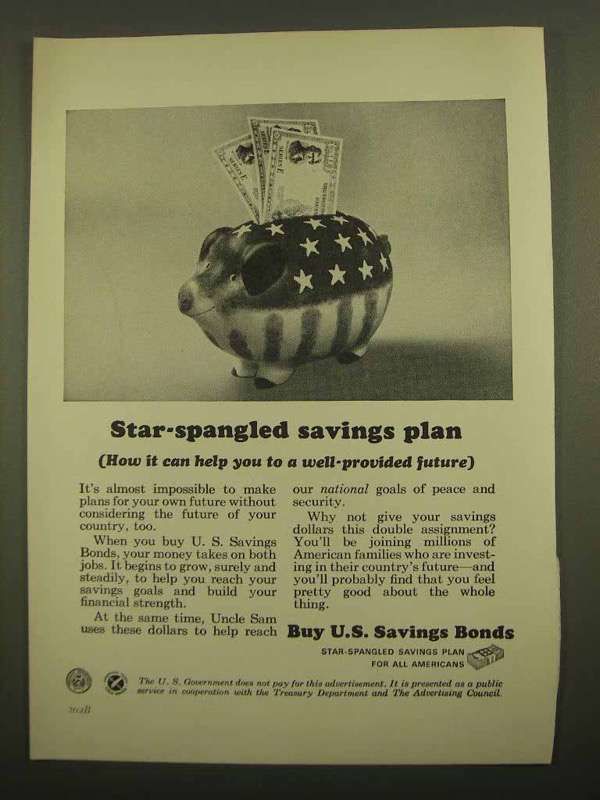 Star-spangled savings plan
(How it can help you to a well-provided future)
It's almost impossible to make
plans for your own future without
considering the future of your
country, too.
When you buy U. S. Savings
Bonds, your money takes on both
jobs. It begins to grow, surely and
steadily, to help you reach your
savings goals and build your
financial strength.
At the same time, Uncle Sam
uses these dollars to help reach
our national goals of peace and
security.
Why not give your savings
dollars this double assignment?
You'll be joining millions of
American families who are invest-
ing in their country's future—and
you'll probably find that you feel
pretty good about the whole
thing.
Buy U.S. Savings Bonds
STAR-SPANGLED SAVINGS PLAN
FOR ALL AMERICANS
The U. S. Government does not pay for this advertisement. It is presented as a public
service in cooperation with the Treasury Department and The Advertising Council.